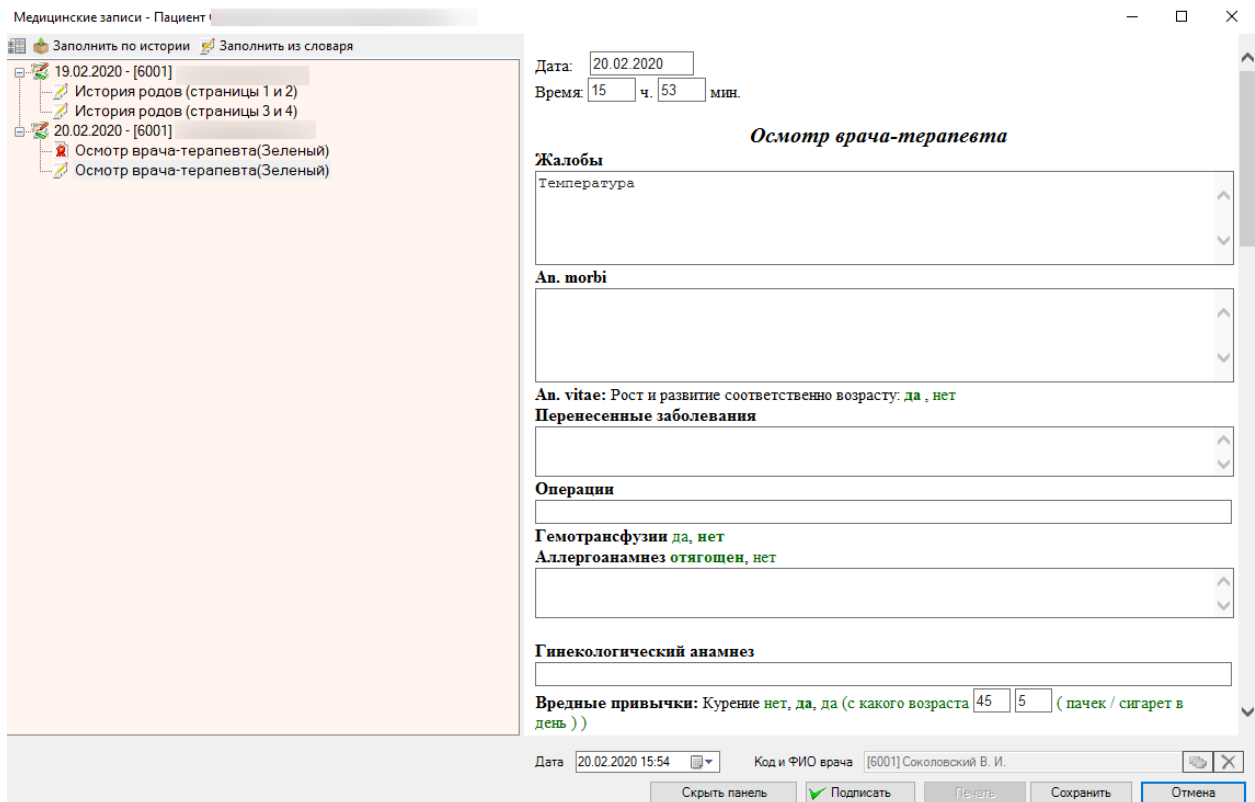 Медицинские записи - Пациент
Заполнить по истории Заполнить из словаря
19.02.2020 - [6001]
История родов (страницы 1 и 2)
История родов (страницы 3 и 4)
20.02.2020 - [6001]
Осмотр врача-терапевта(Зеленый)
Осмотр врача-терапевта(Зеленый)
Дата: 20.02.2020
Время: 15 ч. 53 мин.
Осмотр врача-терапевта
Жалобы
Температура
An. morbi
An. vitae: Рост и развитие соответственно возрасту: да , нет
Перенесенные заболевания
Операции
Гемотрансфузии да, нет
Аллергоанамнез отягощен, нет
Гинекологический анамнез
Вредные привычки: Курение нет, да, да (с какого возраста 45 5 ( пачек / сигарет в
день ) )
Дата 20.02.2020 15:54 Код и ФИО врача [6001] Соколовский В. И.
Скрыть панель Подписать Печать Сохранить Отмена